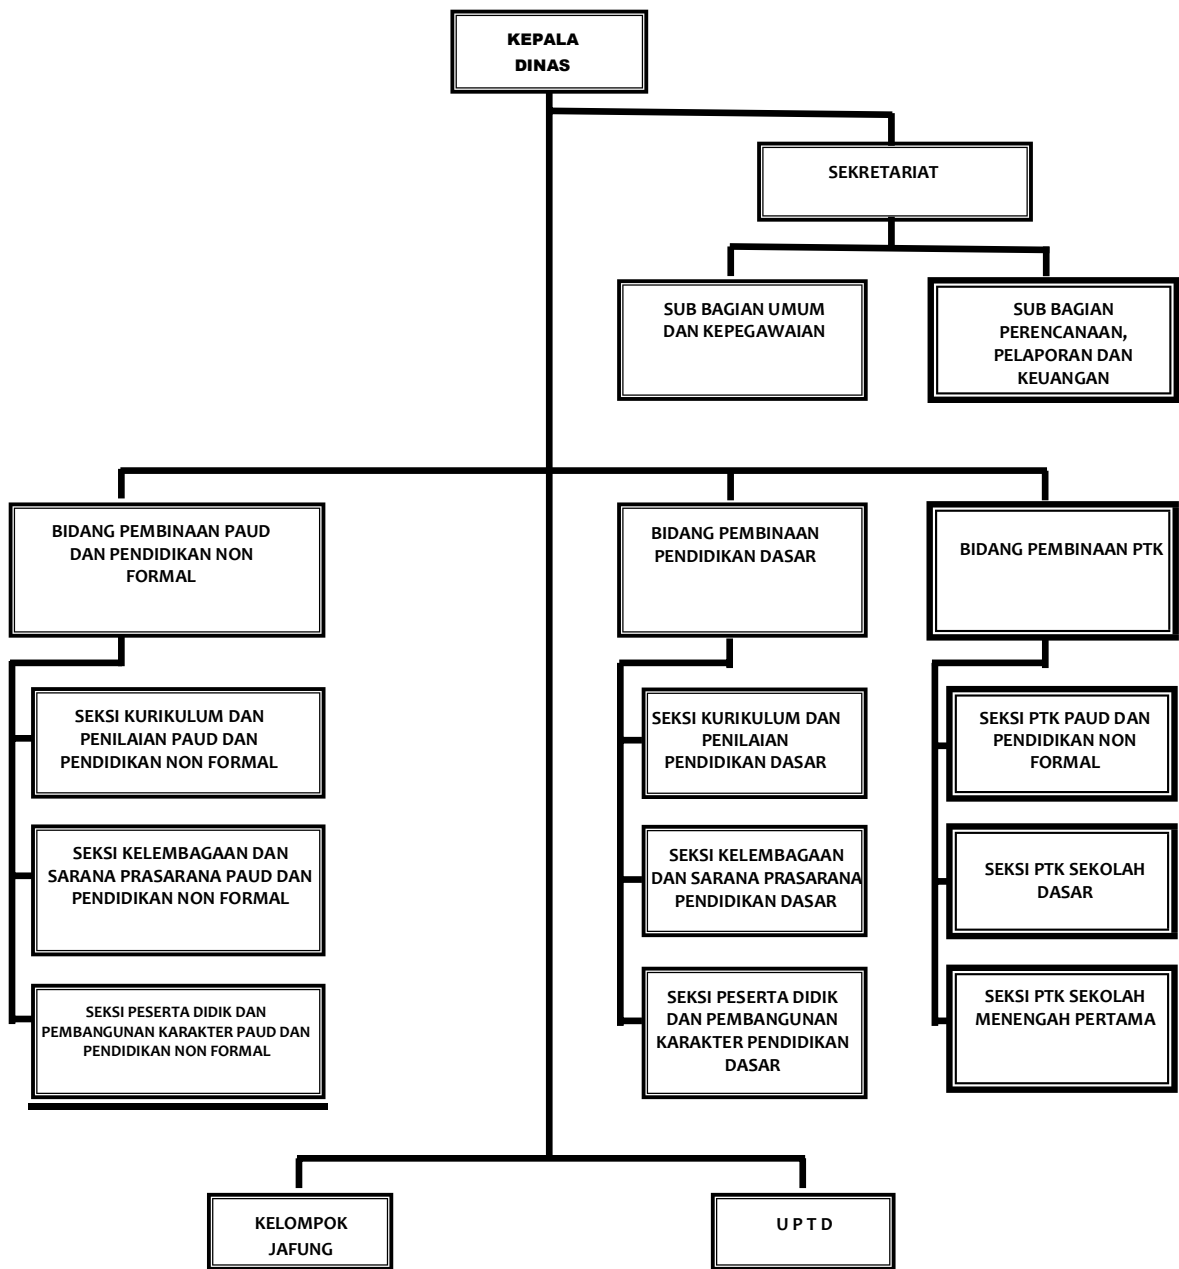 KEPALA
DINAS
SEKRETARIAT
SUB BAGIAN UMUM
DAN KEPEGAWAIAN
SUB BAGIAN
PERENCANAAN,
PELAPORAN DAN
KEUANGAN
BIDANG PEMBINAAN PAUD
DAN PENDIDIKAN NON
FORMAL
BIDANG PEMBINAAN
PENDIDIKAN DASAR
BIDANG PEMBINAAN PTK
SEKSI KURIKULUM DAN
PENILAIAN PAUD DAN
PENDIDIKAN NON FORMAL
SEKSI KELEMBAGAAN DAN
SARANA PRASARANA PAUD DAN
PENDIDIKAN NON FORMAL
SEKSI PESERTA DIDIK DAN
PEMBANGUNAN KARAKTER PAUD DAN
PENDIDIKAN NON FORMAL
SEKSI KURIKULUM DAN
PENILAIAN
PENDIDIKAN DASAR
SEKSI KELEMBAGAAN
DAN SARANA PRASARANA
PENDIDIKAN DASAR
SEKSI PESERTA DIDIK
DAN PEMBANGUNAN
KARAKTER PENDIDIKAN
DASAR
SEKSI PTK PAUD DAN
PENDIDIKAN NON
FORMAL
SEKSI PTK SEKOLAH
DASAR
SEKSI PTK SEKOLAH
MENENGAH PERTAMA
KELOMPOK
JAFUNG
U P T D